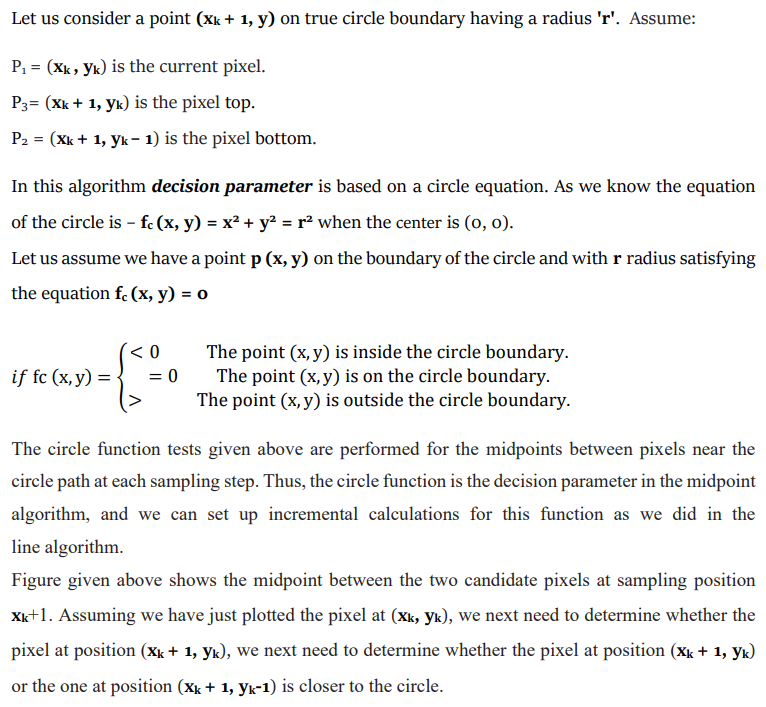 Let us consider a point (xₖ + 1, y) on true circle boundary having a radius 'r'. Assume:
P₁ = (xₖ , yₖ) is the current pixel.
P₃= (xₖ + 1, yₖ) is the pixel top.
P₂ = (xₖ + 1, yₖ – 1) is the pixel bottom.
In this algorithm decision parameter is based on a circle equation. As we know the equation
of the circle is – f꜀ (x, y) = x² + y² = r² when the center is (0, 0).
Let us assume we have a point p (x, y) on the boundary of the circle and with r radius satisfying
the equation f꜀ (x, y) = 0
< 0 The point (x, y) is inside the circle boundary.
if fc (x, y) = { = 0 The point (x, y) is on the circle boundary.
> The point (x, y) is outside the circle boundary.
The circle function tests given above are performed for the midpoints between pixels near the
circle path at each sampling step. Thus, the circle function is the decision parameter in the midpoint
algorithm, and we can set up incremental calculations for this function as we did in the
line algorithm.
Figure given above shows the midpoint between the two candidate pixels at sampling position
xₖ+1. Assuming we have just plotted the pixel at (xₖ, yₖ), we next need to determine whether the
pixel at position (xₖ + 1, yₖ), we next need to determine whether the pixel at position (xₖ + 1, yₖ)
or the one at position (xₖ + 1, yₖ-1) is closer to the circle.